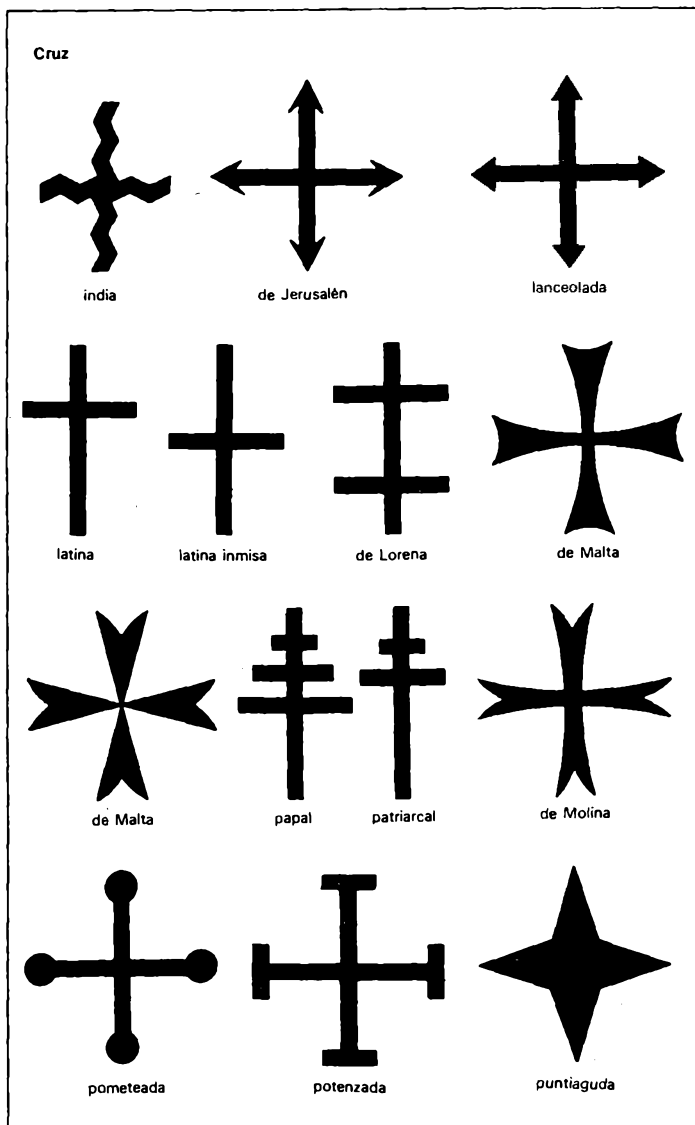 Cruz
india
de Jerusalén
lanceolada
latina
latina inmisa
de Lorena
de Malta
de Malta
papal
patriarcal
de Molina
pometeada
potenzada
puntiaguda